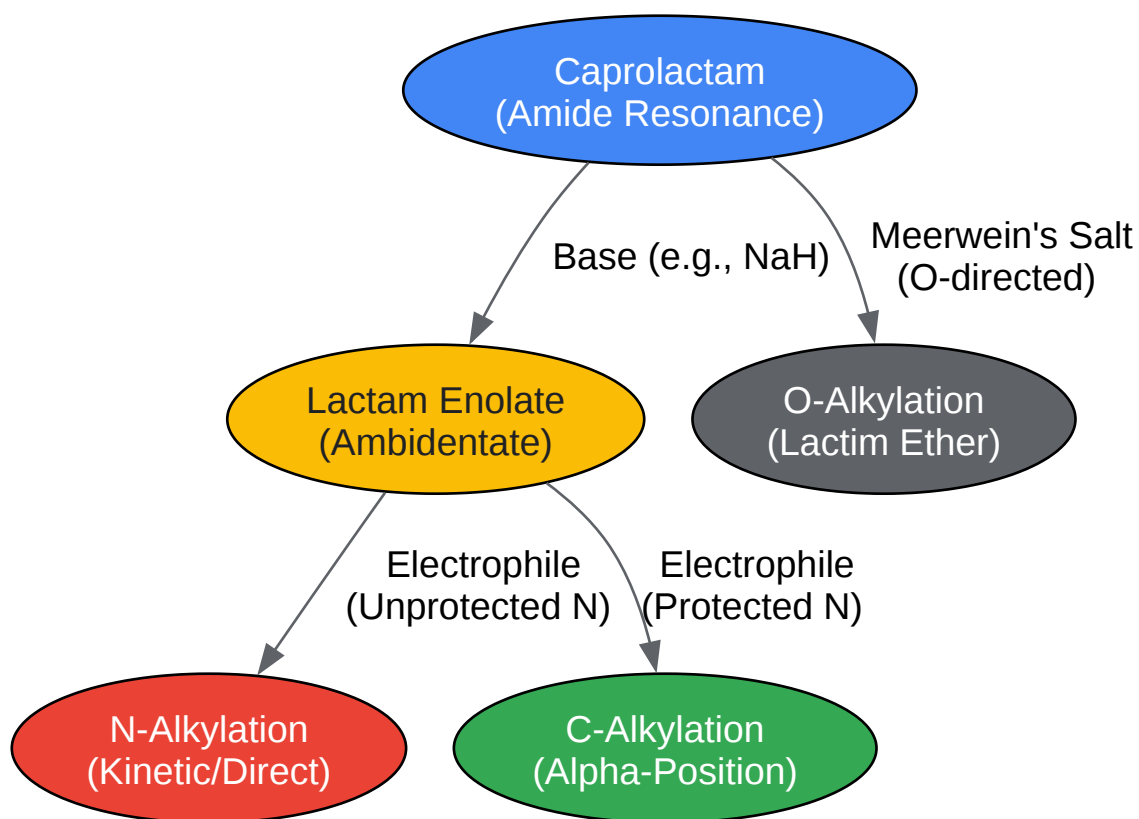 Caprolactam
(Amide Resonance)
Base (e.g., NaH)
Meerwein's Salt
(O-directed)
Lactam Enolate
(Ambidentate)
O-Alkylation
(Lactim Ether)
Electrophile
(Unprotected N)
Electrophile
(Protected N)
N-Alkylation
(Kinetic/Direct)
C-Alkylation
(Alpha-Position)